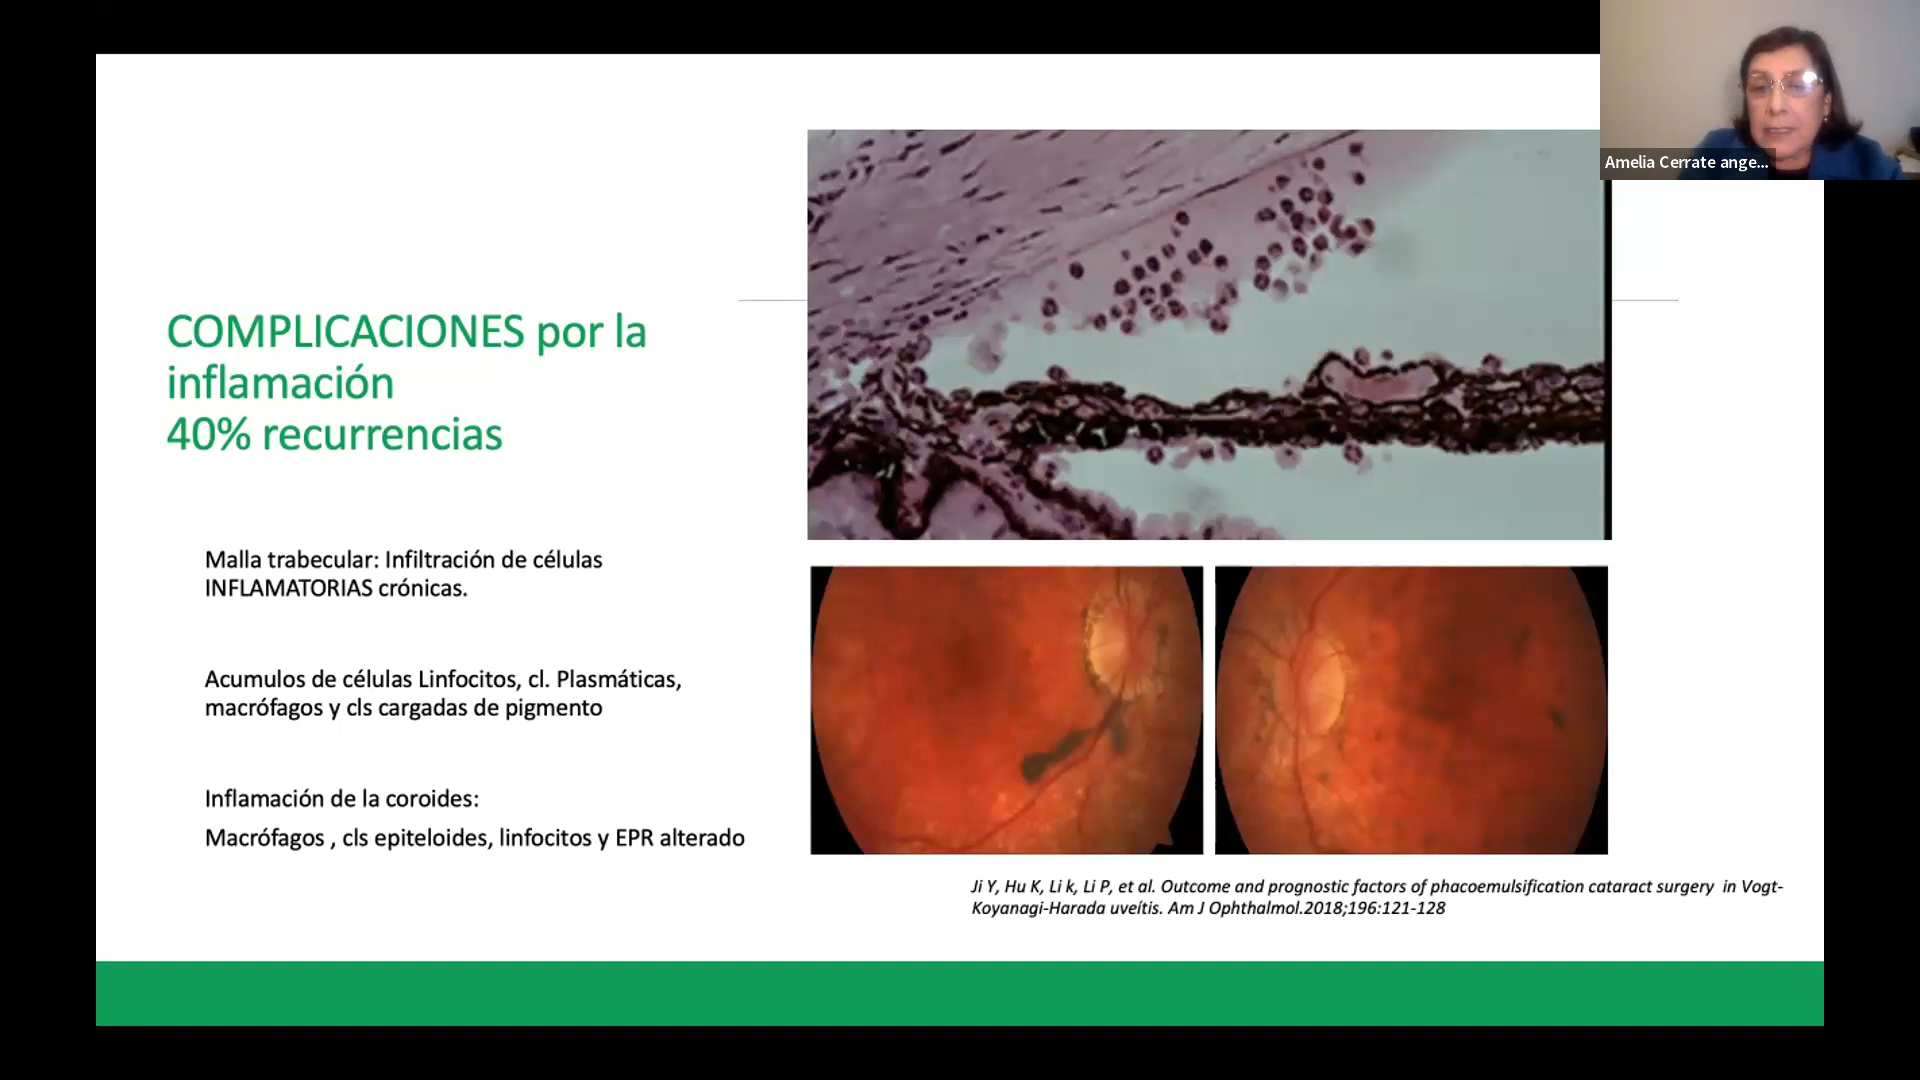 Amelia Cerrate ange...
COMPLICACIONES por la
inflamación
40% recurrencias
Malla trabecular: Infiltración de células
INFLAMATORIAS crónicas.
Acumulos de células Linfocitos, cl. Plasmáticas,
macrófagos y cls cargadas de pigmento
Inflamación de la coroides:
Macrófagos , cls epiteloides, linfocitos y EPR alterado
Ji Y, Hu K, Li k, Li P, et al. Outcome and prognostic factors of phacoemulsification cataract surgery in Vogt-
Koyanagi-Harada uveítis. Am J Ophthalmol.2018;196:121-128